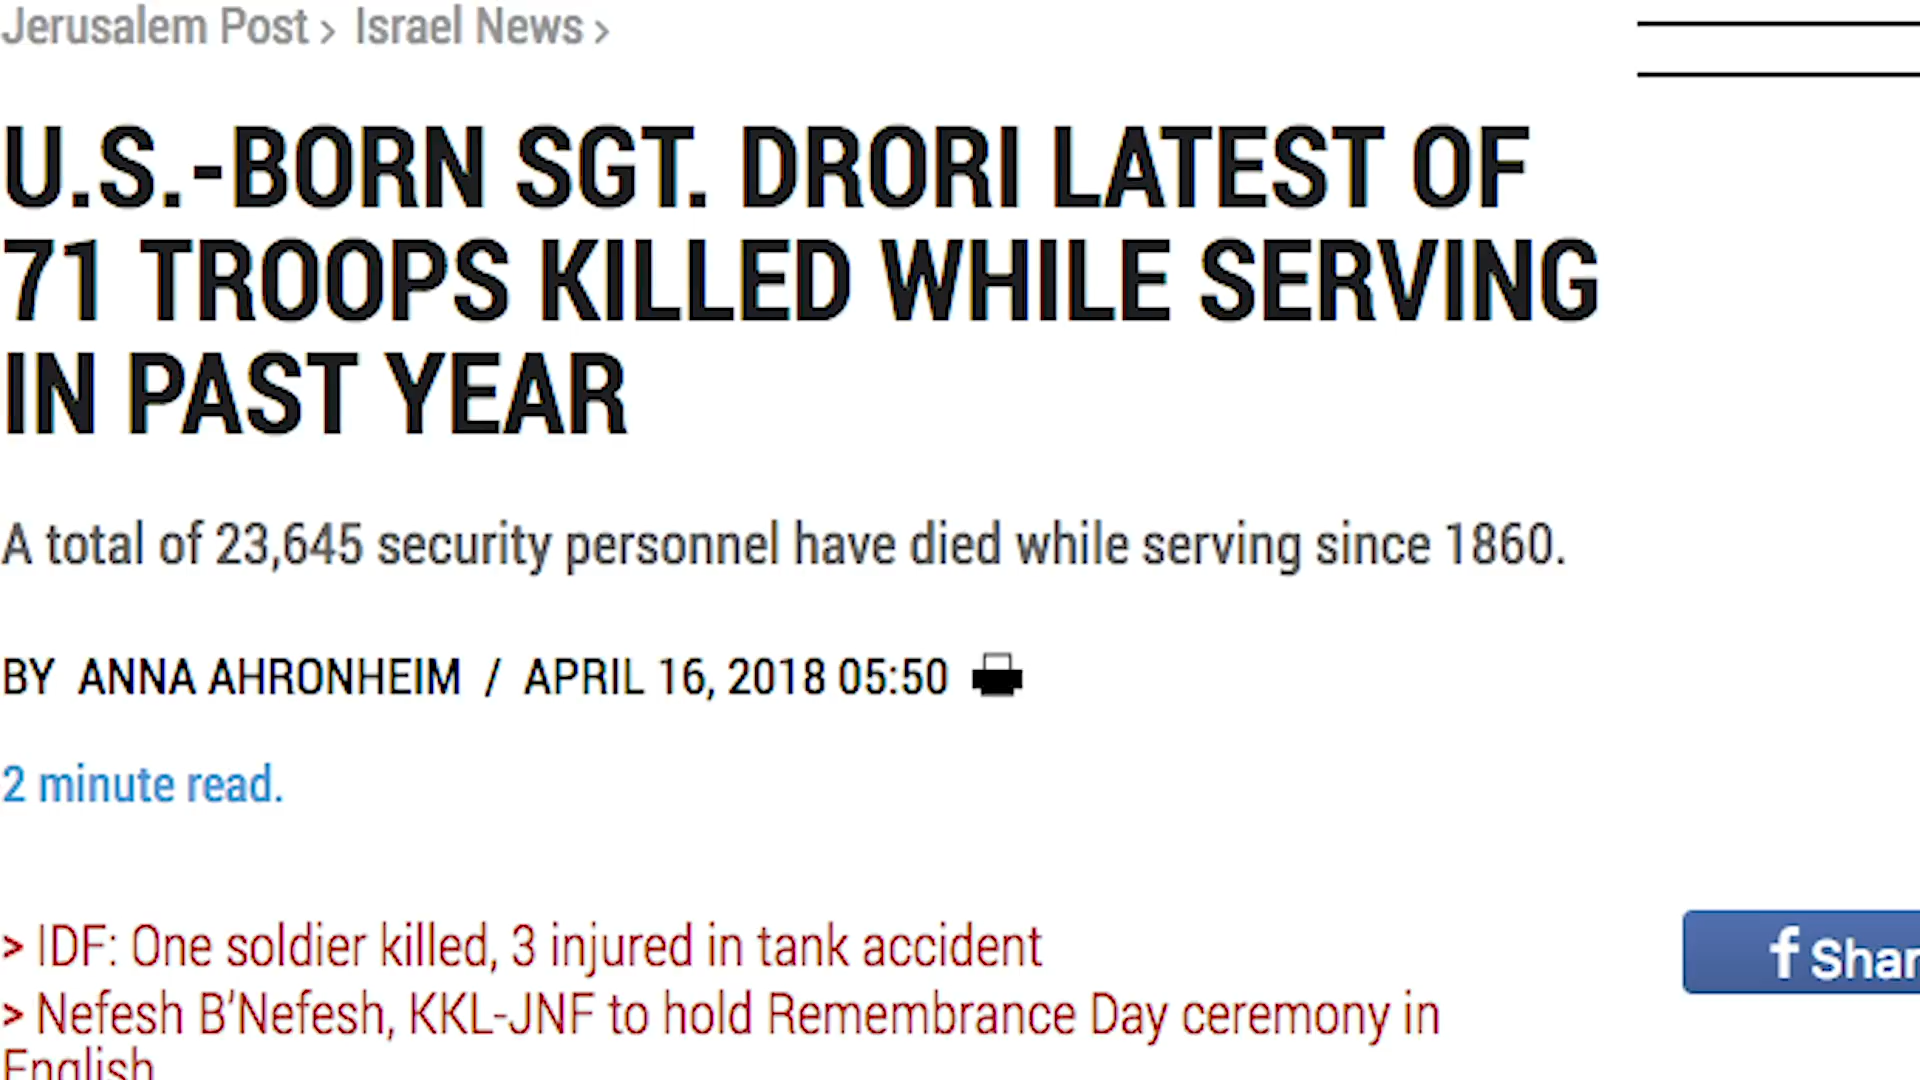 Jerusalem Post > Israel News >
U.S.-BORN SGT. DRORI LATEST OF
71 TROOPS KILLED WHILE SERVING
IN PAST YEAR
A total of 23,645 security personnel have died while serving since 1860.
BY ANNA AHRONHEIM / APRIL 16, 2018 05:50
2 minute read.
> IDF: One soldier killed, 3 injured in tank accident
f Shar
> Nefesh B'Nefesh, KKL-JNF to hold Remembrance Day ceremony in
English